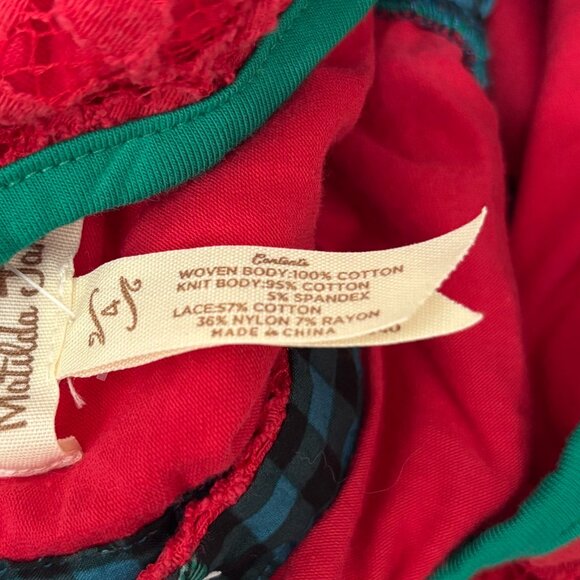 Matilda Jan
4
Contents
WOVEN BODY:100% COTTON
KNIT BODY:95% COTTON
5% SPANDEX
LACE:57% COTTON
36% NYLON 7% RAYON
MADE in CHINA